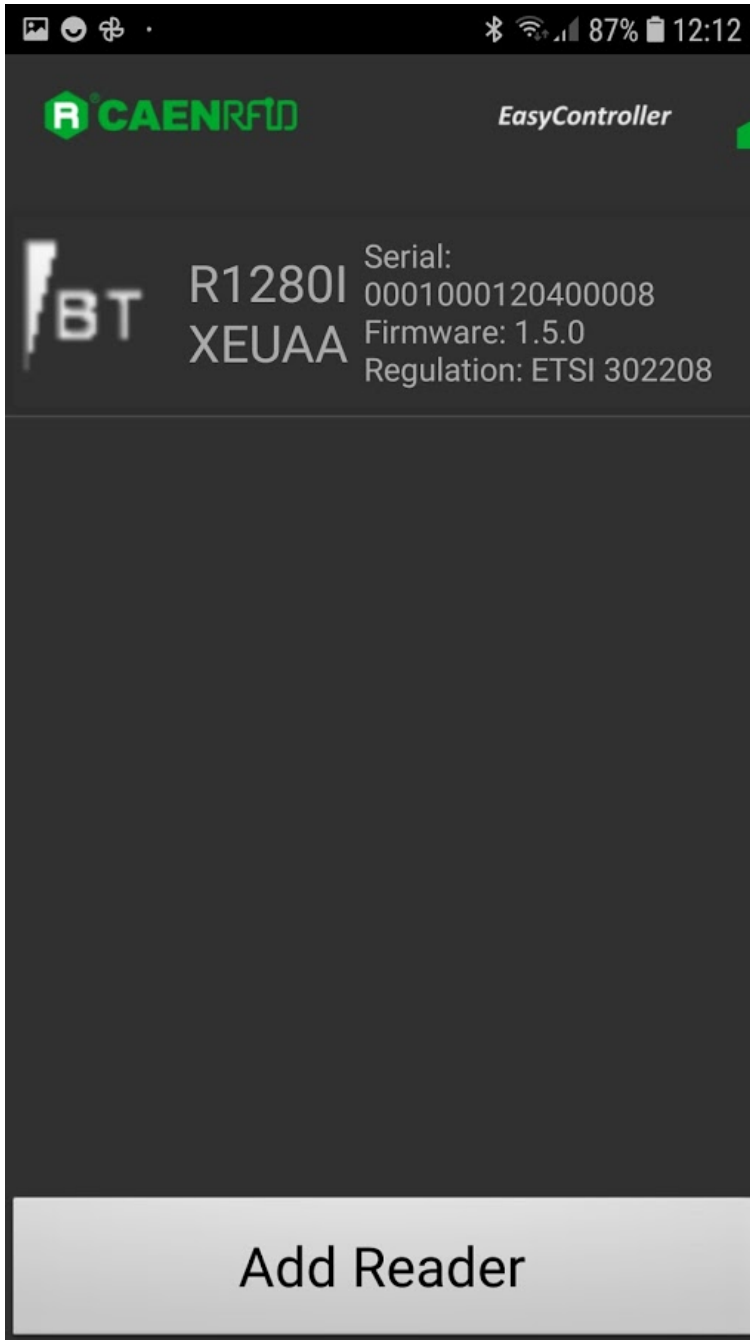 87% 12:12
R CAENRFID EasyController
BT
R1280I
XEUAA
Serial:
0001000120400008
Firmware: 1.5.0
Regulation: ETSI 302208
Add Reader